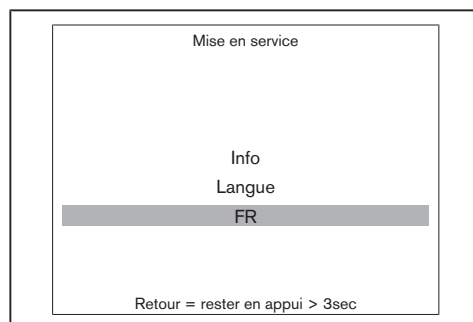 Mise en service
Info
Langue
FR
Retour = rester en appui > 3sec